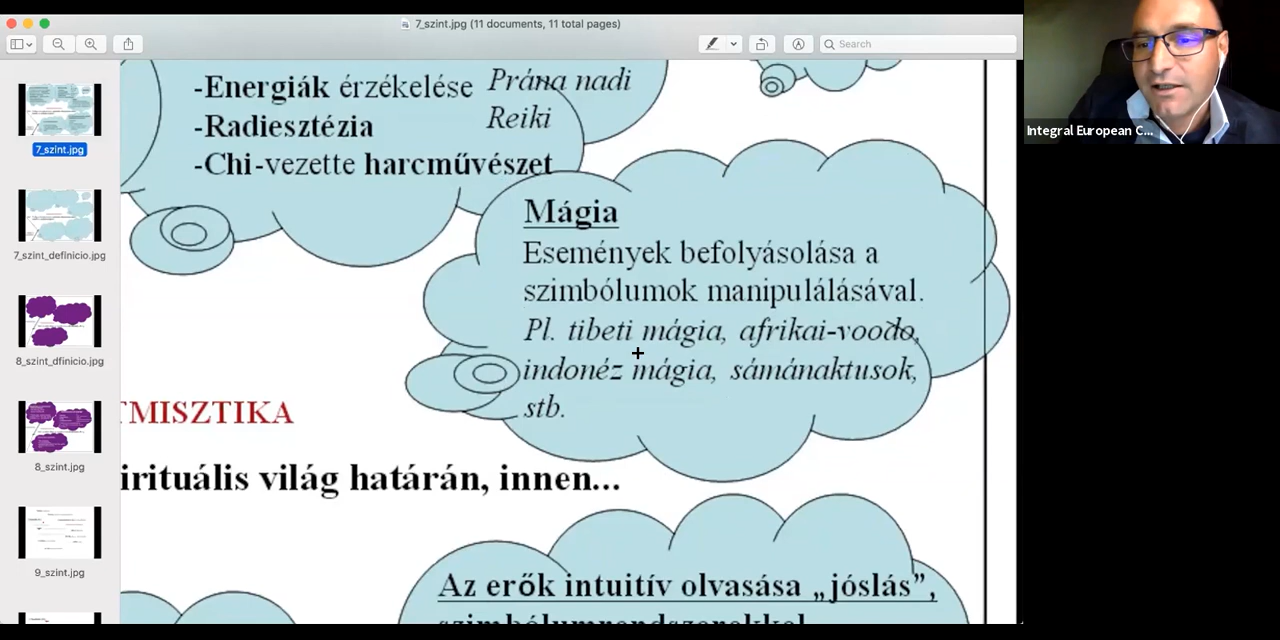 7_szint.jpg (11 documents, 11 total pages)
Search
Integral European C...
7_szint.jpg
7_szint_definicio.jpg
8_szint_dfinicio.jpg
8_szint.jpg
9_szint.jpg
-Energiák érzékelése
-Radiesztézia
-Chi-vezette harcművészet
Prána nadi
Reiki
Mágia
Események befolyásolása a
szimbólumok manipulálásával.
Pl. tibeti mágia, afrikai-voodo,
indonéz mágia, sámánaktusok,
stb.
TMISZTIKA
irituális világ határán, innen...
Az erők intuitív olvasása „jóslás”,
szimbólumrendszerekkel